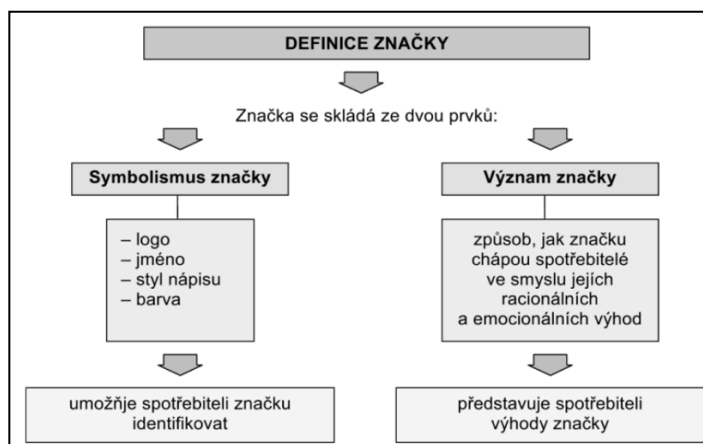 DEFINICE ZNAČKY
Značka se skládá ze dvou prvků:
Symbolismus značky
– logo
– jméno
– styl nápisu
– barva
umožňje spotřebiteli značku
identifikovat
Význam značky
způsob, jak značku
chápou spotřebitelé
ve smyslu jejích
racionálních
a emocionálních výhod
představuje spotřebiteli
výhody značky